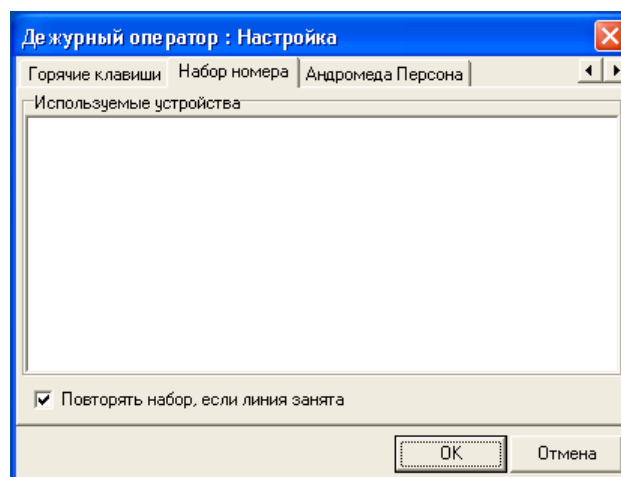 Дежурный оператор : Настройка
Горячие клавиши Набор номера Андромеда Персона
Используемые устройства
Повторять набор, если линия занята
OK Отмена